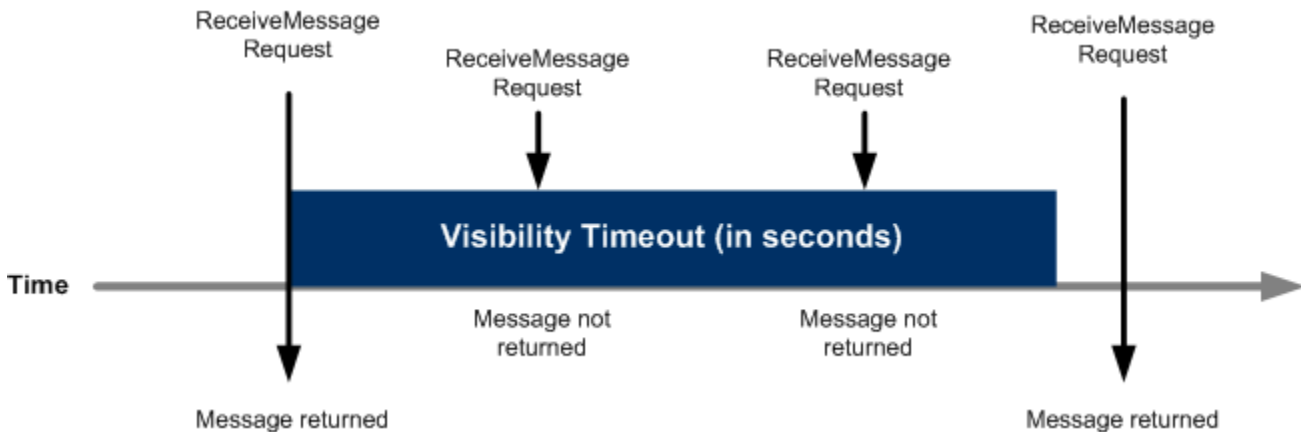 ReceiveMessage
Request
ReceiveMessage
Request
ReceiveMessage
Request
ReceiveMessage
Request
Visibility Timeout (in seconds)
Time
Message not
returned
Message not
returned
Message returned
Message returned